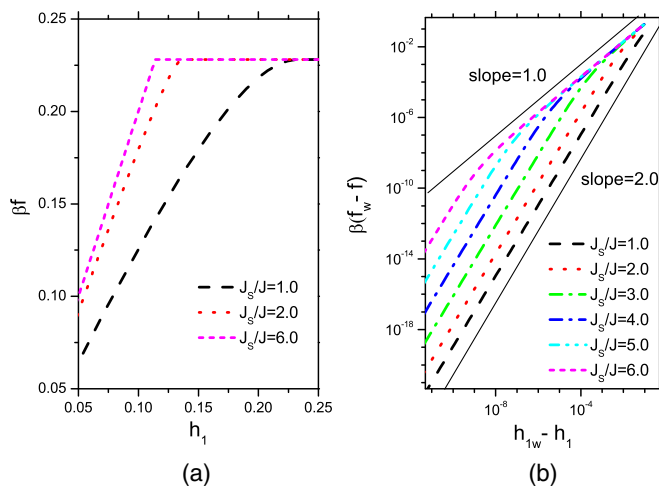 0.25
0.20
0.15
0.10
0.05
βf
0.05 0.10 0.15 0.20 0.25
h₁
J_S/J=1.0
J_S/J=2.0
J_S/J=6.0
(a)
10⁻²
10⁻⁶
10⁻¹⁰
10⁻¹⁴
10⁻¹⁸
β(f_w- f)
slope=1.0
slope=2.0
J_S/J=1.0
J_S/J=2.0
J_S/J=3.0
J_S/J=4.0
J_S/J=5.0
J_S/J=6.0
10⁻⁸ 10⁻⁴
h₁w- h₁
(b)